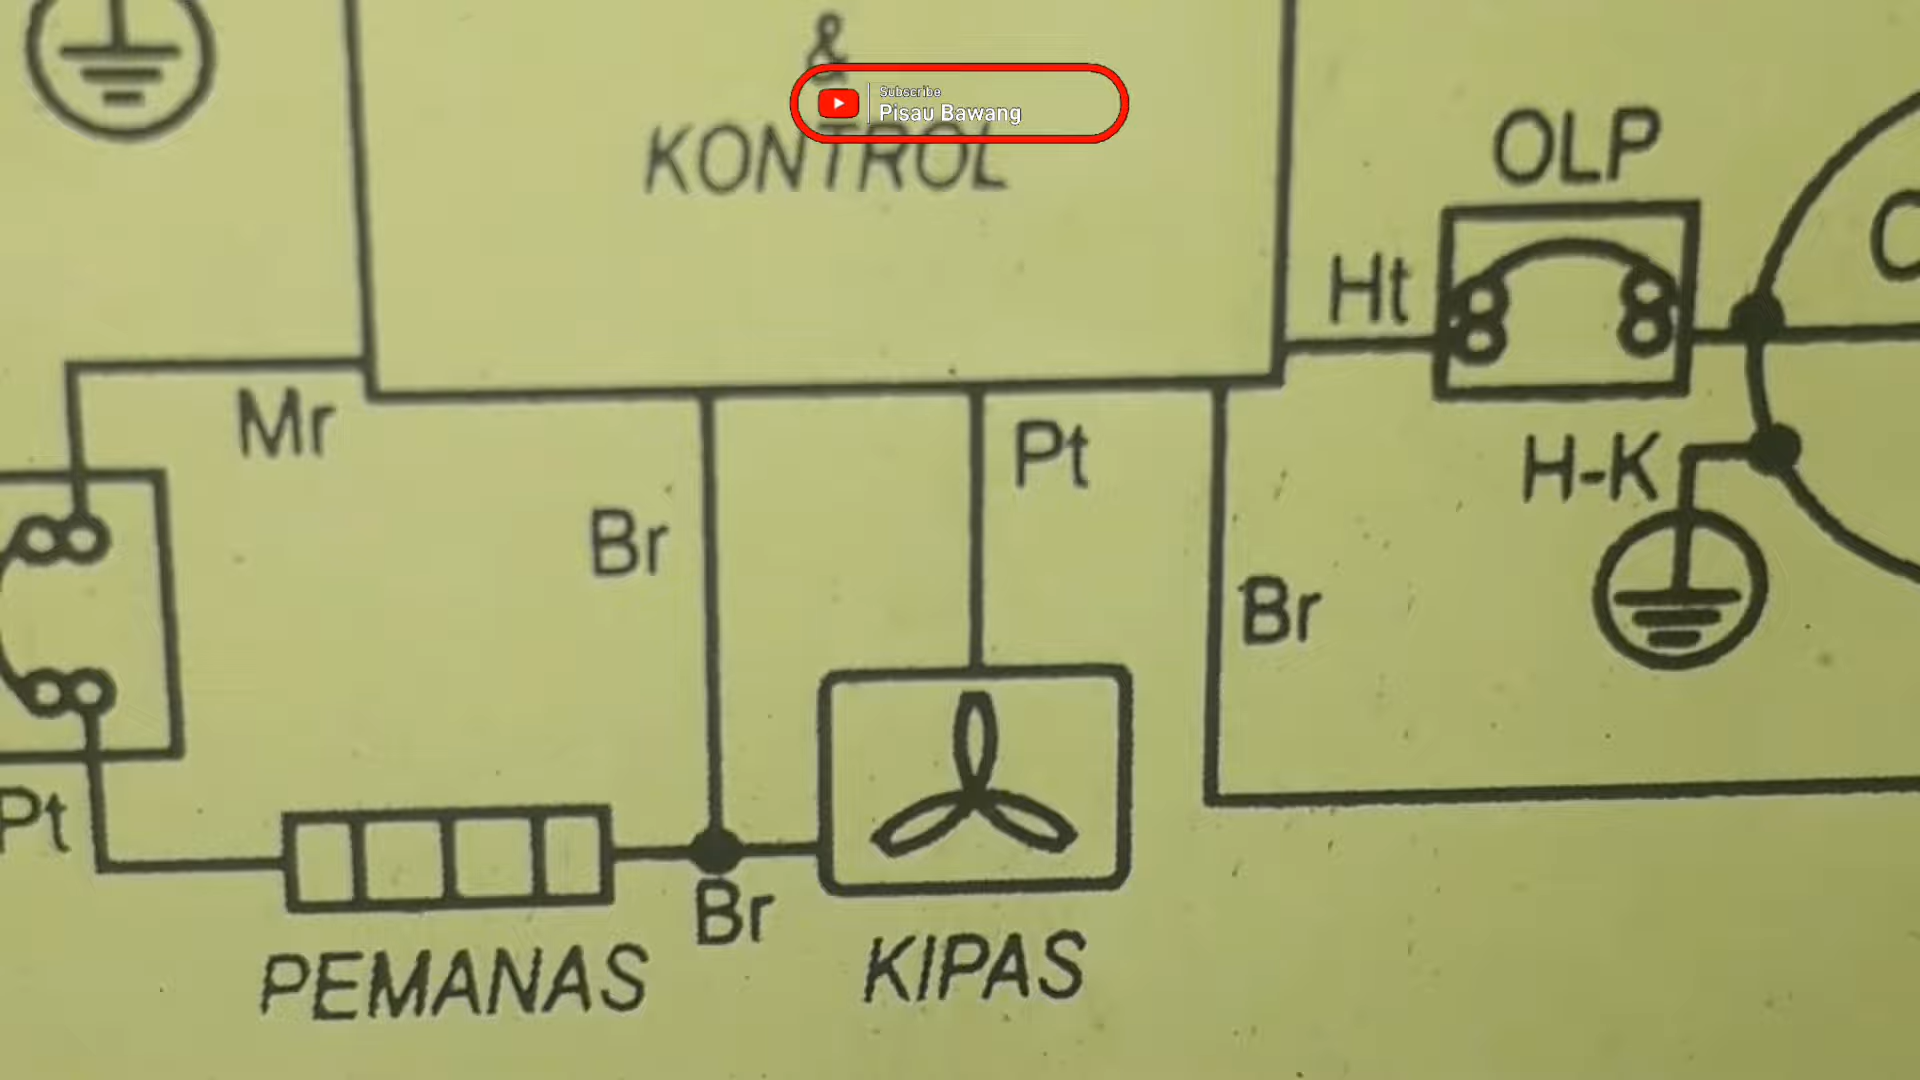 &
Subscribe
Pisau Bawang
KONTROL
OLP
Ht
Mr
Pt
H-K
Br
Br
Pt
Br
PEMANAS
KIPAS